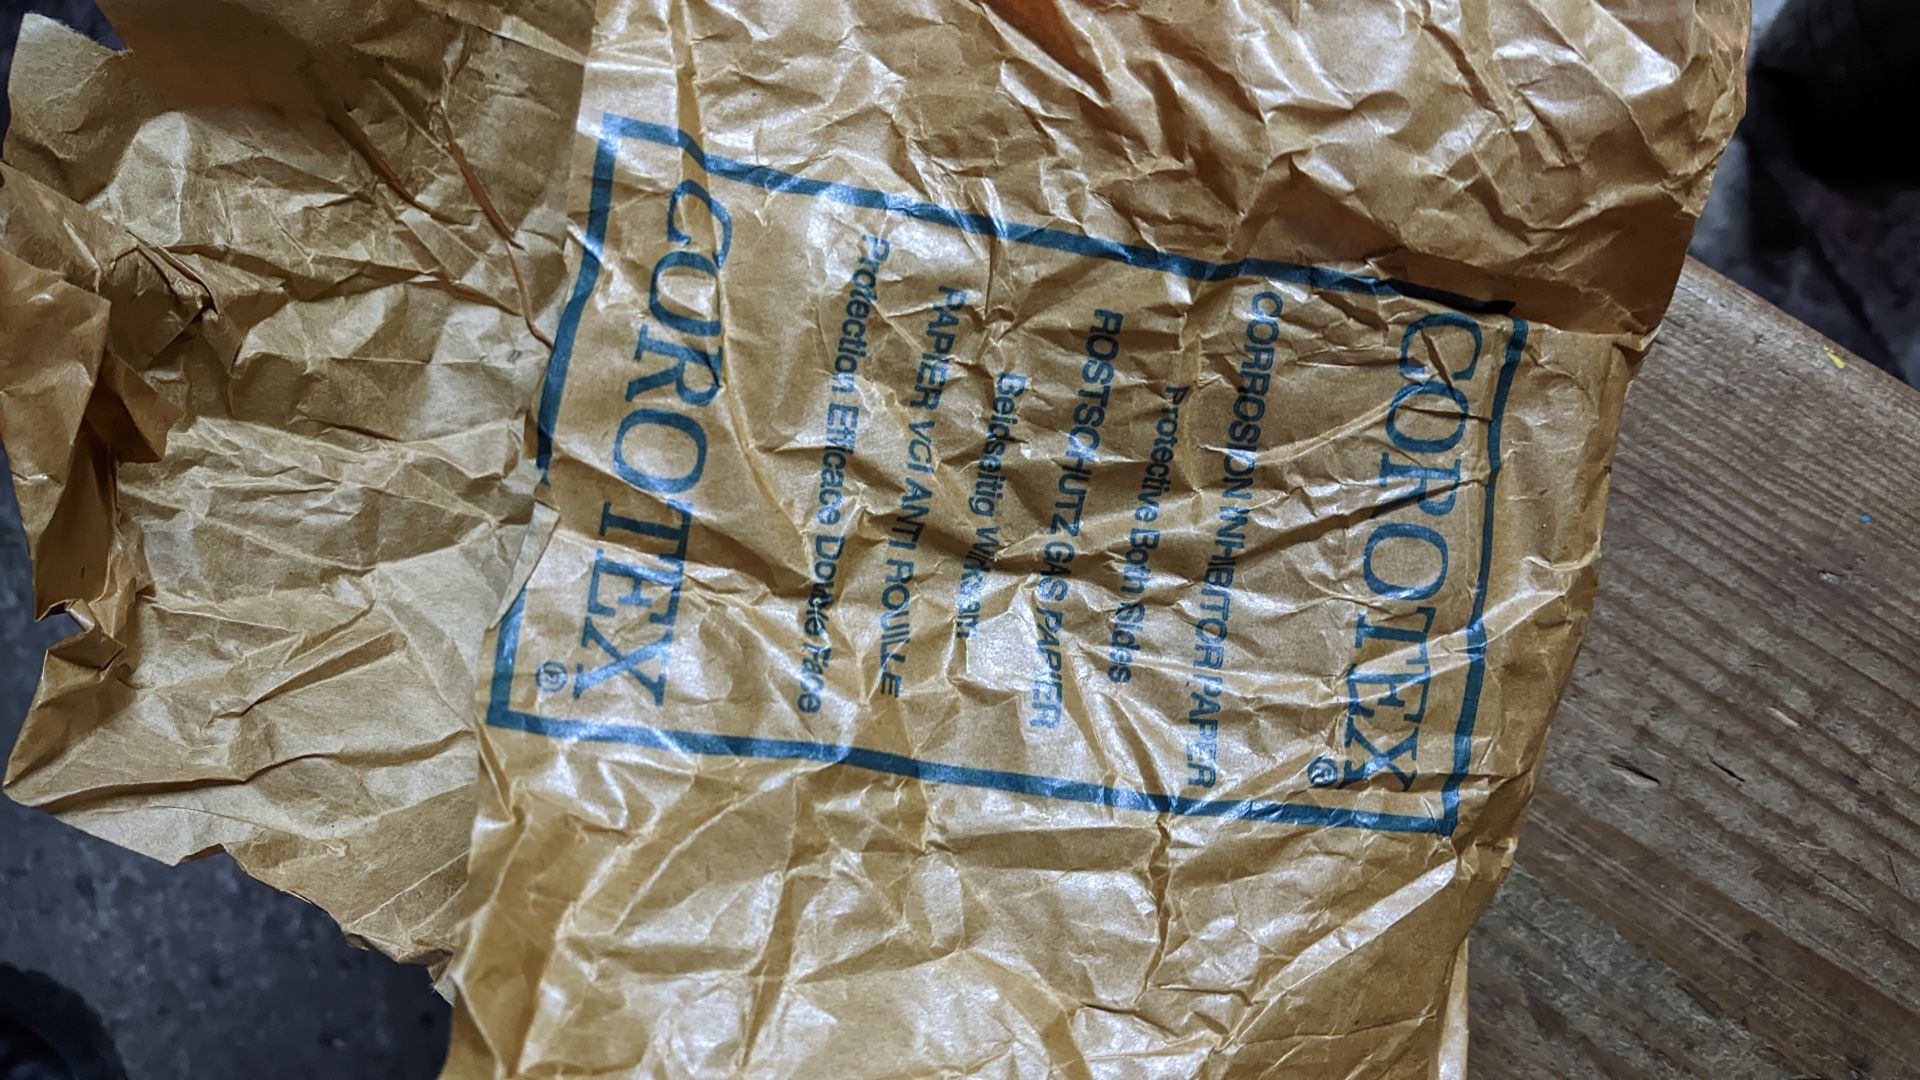 COROTEX
®
CORROSION INHIBITOR PAPER
Protective Both Sides
ROSTSCHUTZ GAS PAPIER
Beidseitig Wirksam
PAPIER VCI ANTI ROUILLE
Protection Efficace Double Face
COROTEX
®